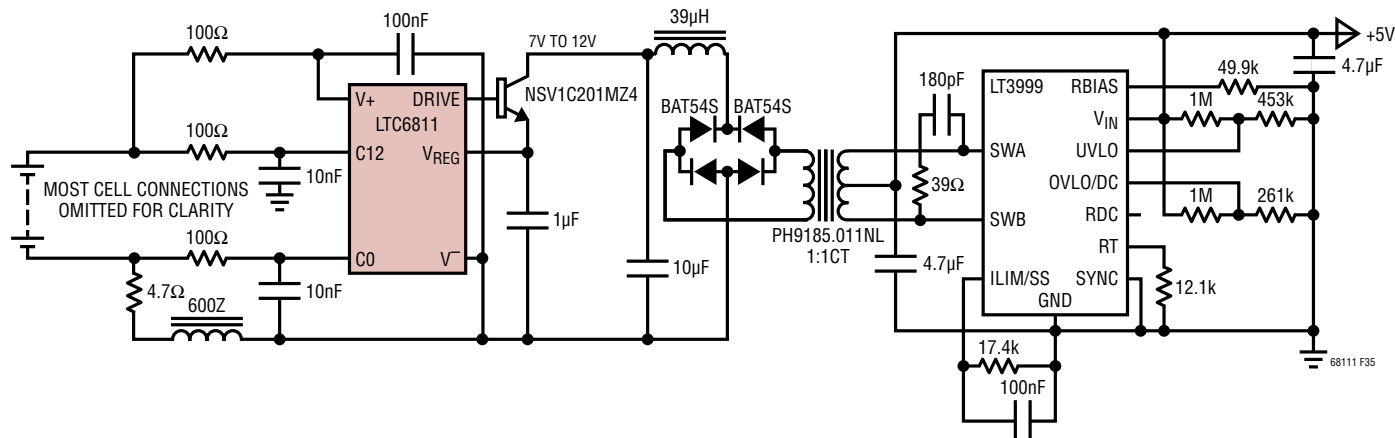 100Ω
100nF
V+
DRIVE
LTC6811
100Ω
C12
VREG
10nF
MOST CELL CONNECTIONS
OMITTED FOR CLARITY
100Ω
C0
V–
4.7Ω
10nF
600Z
7V TO 12V
NSV1C201MZ4
1µF
10µF
39µH
BAT54S
BAT54S
PH9185.011NL
1:1CT
180pF
39Ω
4.7µF
LT3999
RBIAS
VIN
UVLO
OVLO/DC
RDC
RT
SYNC
GND
ILIM/SS
SWA
SWB
49.9k
1M
453k
1M
261k
12.1k
17.4k
100nF
+5V
4.7µF
68111 F35